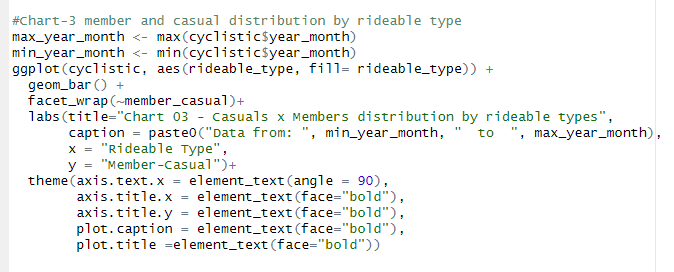 #Chart-3 member and casual distribution by rideable type
max_year_month <- max(cyclistic$year_month)
min_year_month <- min(cyclistic$year_month)
ggplot(cyclistic, aes(rideable_type, fill= rideable_type)) +
  geom_bar() +
  facet_wrap(~member_casual)+
  labs(title="Chart 03 - Casuals x Members distribution by rideable types",
       caption = paste0("Data from: ", min_year_month, "  to  ", max_year_month),
       x = "Rideable Type",
       y = "Member-Casual")+
  theme(axis.text.x = element_text(angle = 90),
        axis.title.x = element_text(face="bold"),
        axis.title.y = element_text(face="bold"),
        plot.caption = element_text(face="bold"),
        plot.title =element_text(face="bold"))